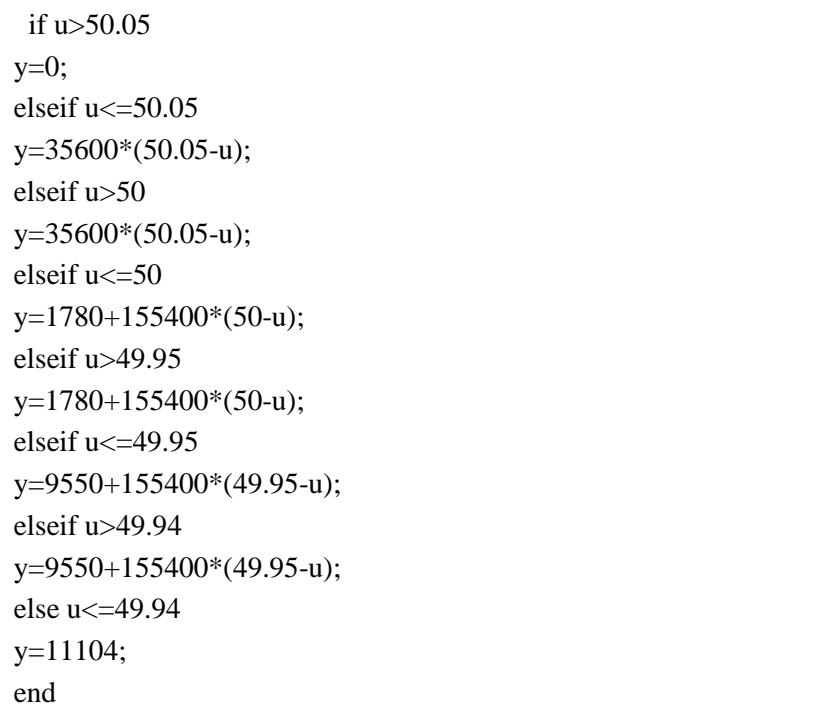 if u>50.05
y=0;
elseif u<=50.05
y=35600*(50.05-u);
elseif u>50
y=35600*(50.05-u);
elseif u<=50
y=1780+155400*(50-u);
elseif u>49.95
y=1780+155400*(50-u);
elseif u<=49.95
y=9550+155400*(49.95-u);
elseif u>49.94
y=9550+155400*(49.95-u);
else u<=49.94
y=11104;
end